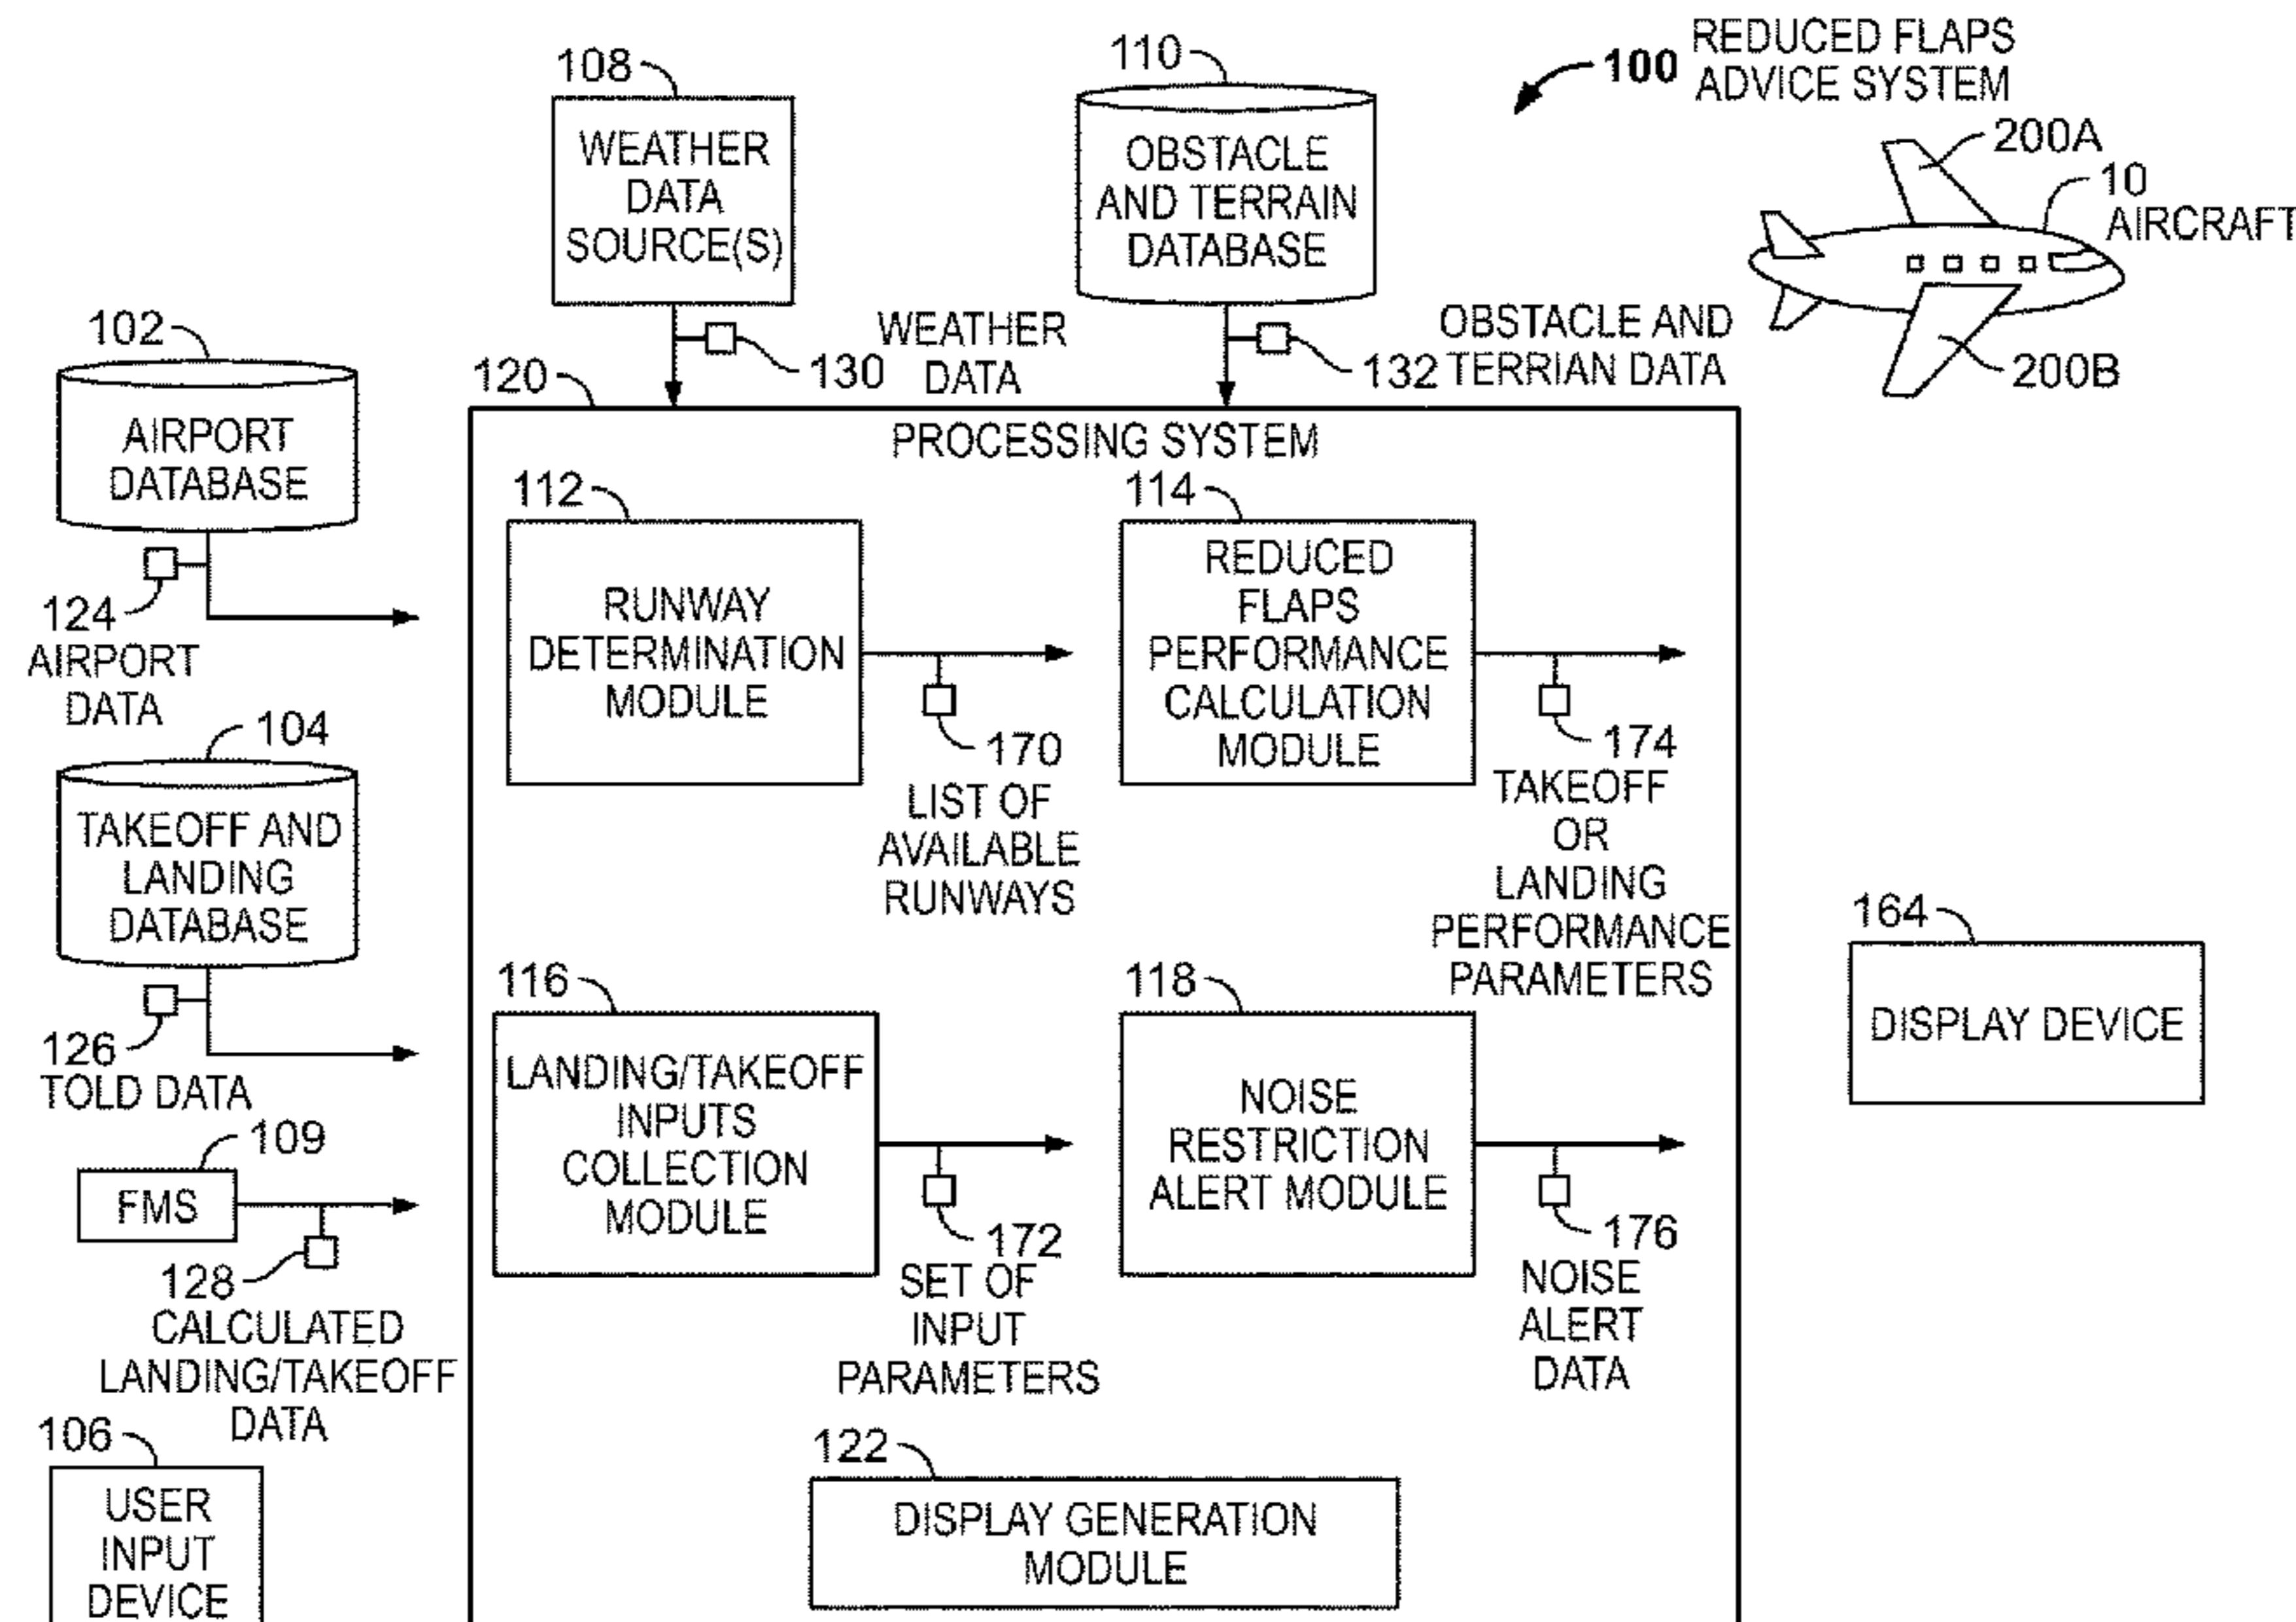 100 REDUCED FLAPS
ADVICE SYSTEM
108
WEATHER
DATA
SOURCE(S)
110
OBSTACLE
AND TERRAIN
DATABASE
200A
10
AIRCRAFT
200B
WEATHER
DATA
130
OBSTACLE AND
132 TERRIAN DATA
102
AIRPORT
DATABASE
124
AIRPORT
DATA
104
TAKEOFF AND
LANDING
DATABASE
126
TOLD DATA
109
FMS
128
CALCULATED
LANDING/TAKEOFF
DATA
106
USER
INPUT
DEVICE
120
PROCESSING SYSTEM
112
RUNWAY
DETERMINATION
MODULE
170
LIST OF
AVAILABLE
RUNWAYS
114
REDUCED
FLAPS
PERFORMANCE
CALCULATION
MODULE
174
TAKEOFF
OR
LANDING
PERFORMANCE
PARAMETERS
116
LANDING/TAKEOFF
INPUTS
COLLECTION
MODULE
172
SET OF
INPUT
PARAMETERS
118
NOISE
RESTRICTION
ALERT MODULE
176
NOISE
ALERT
DATA
122
DISPLAY GENERATION
MODULE
164
DISPLAY DEVICE